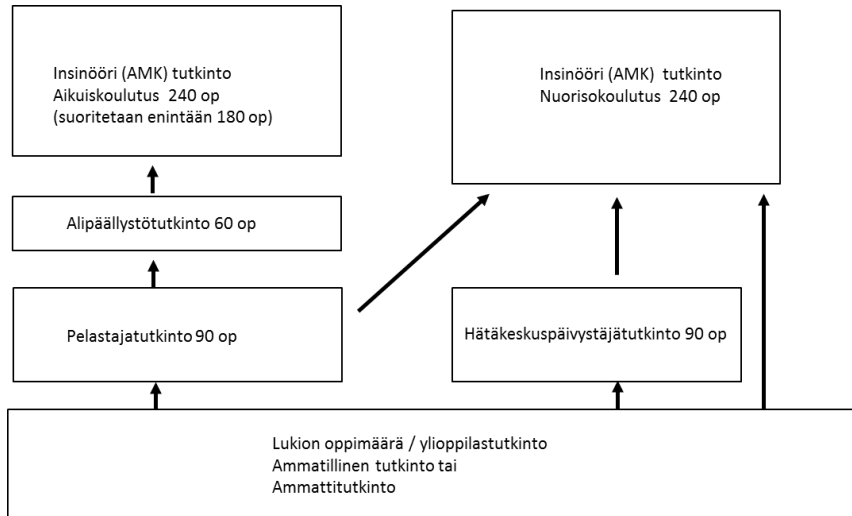 Insinööri (AMK) tutkinto
Aikuiskoulutus 240 op
(suoritetaan enintään 180 op)
Insinööri (AMK) tutkinto
Nuorisokoulutus 240 op
Alipäällystötutkinto 60 op
Pelastajatutkinto 90 op
Hätäkeskuspäivystäjätutkinto 90 op
Lukion oppimäärä / ylioppilastutkinto
Ammatillinen tutkinto tai
Ammattitutkinto